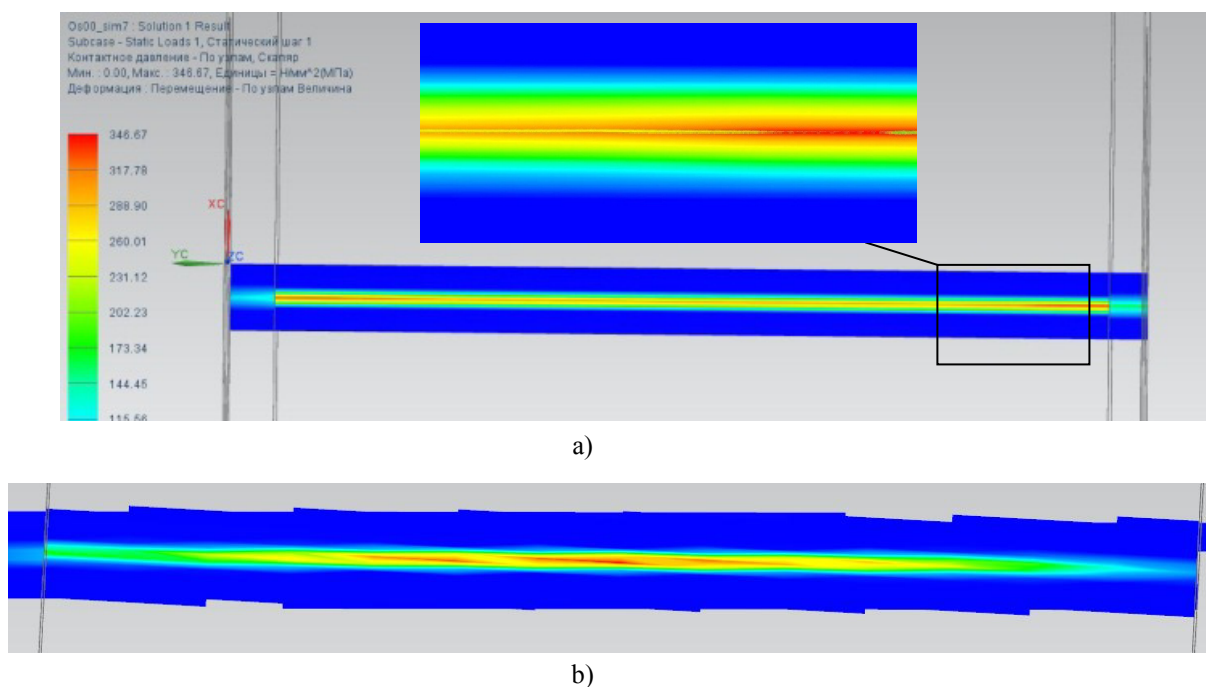 Os00_sim7 : Solution 1 Result
Subcase - Static Loads 1, Статический шаг 1
Контактное давление - По узлам, Скаляр
Мин. : 0.00, Макс. : 346.67, Единицы = Н/мм^2(МПа)
Деформация : Перемещение - По узлам Величина
346.67
317.78
288.90
260.01
231.12
202.23
173.34
144.45
115.56
XC
YC
ZC
a)
b)